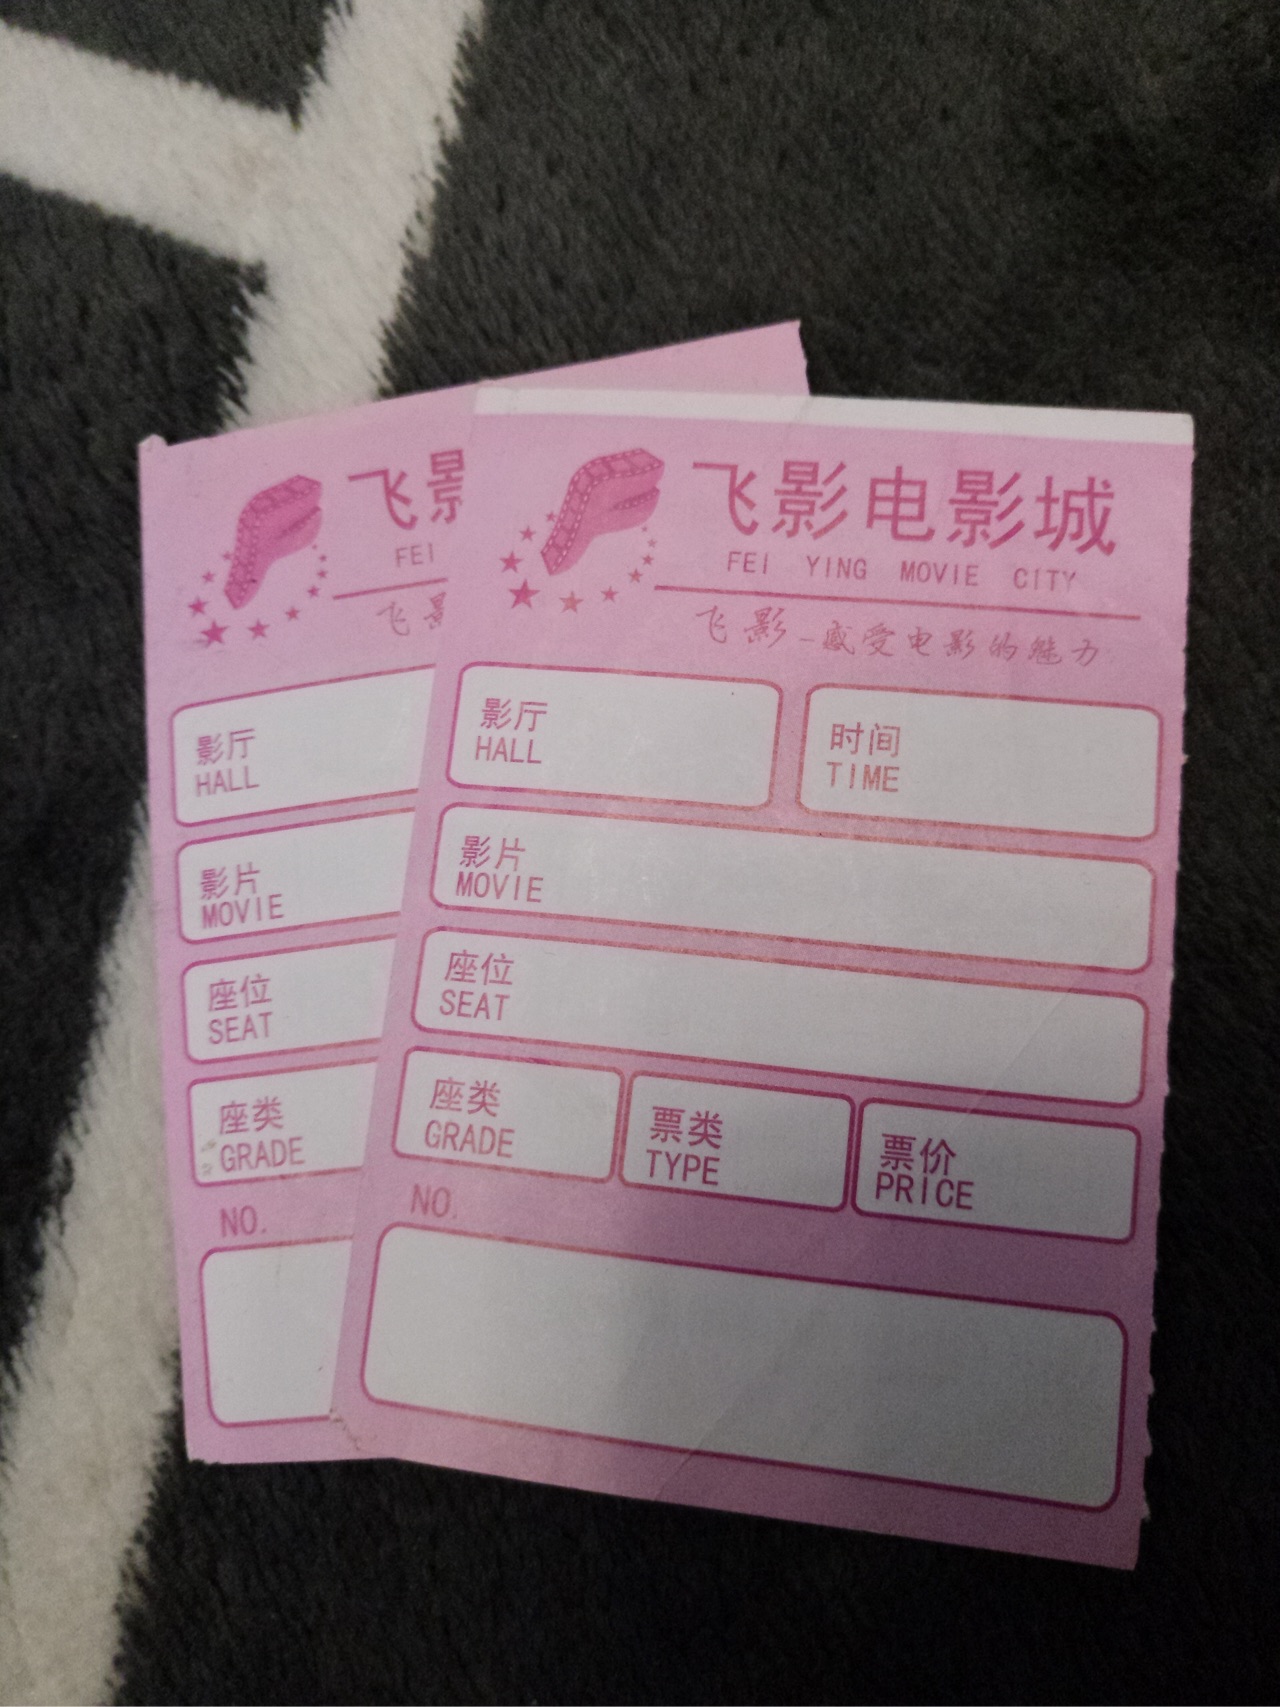 飞影
FEI
飞影
影厅
HALL
影片
MOVIE
座位
SEAT
座类
GRADE
NO.
飞影电影城
FEI YING MOVIE CITY
飞影-感受电影的魅力
影厅
HALL
时间
TIME
影片
MOVIE
座位
SEAT
座类
GRADE
票类
TYPE
票价
PRICE
NO.